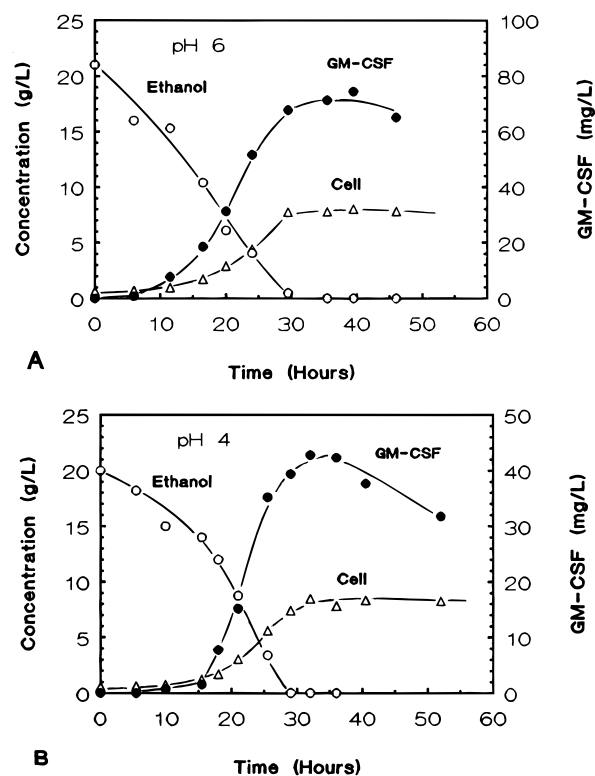 pH 6
Ethanol
GM-CSF
Cell
Concentration (g/L)
GM-CSF (mg/L)
25
20
15
10
5
0
100
80
60
40
20
0
0 10 20 30 40 50 60
A
Time (Hours)
pH 4
Ethanol
GM-CSF
Cell
Concentration (g/L)
GM-CSF (mg/L)
25
20
15
10
5
0
50
40
30
20
10
0
0 10 20 30 40 50 60
B
Time (Hours)